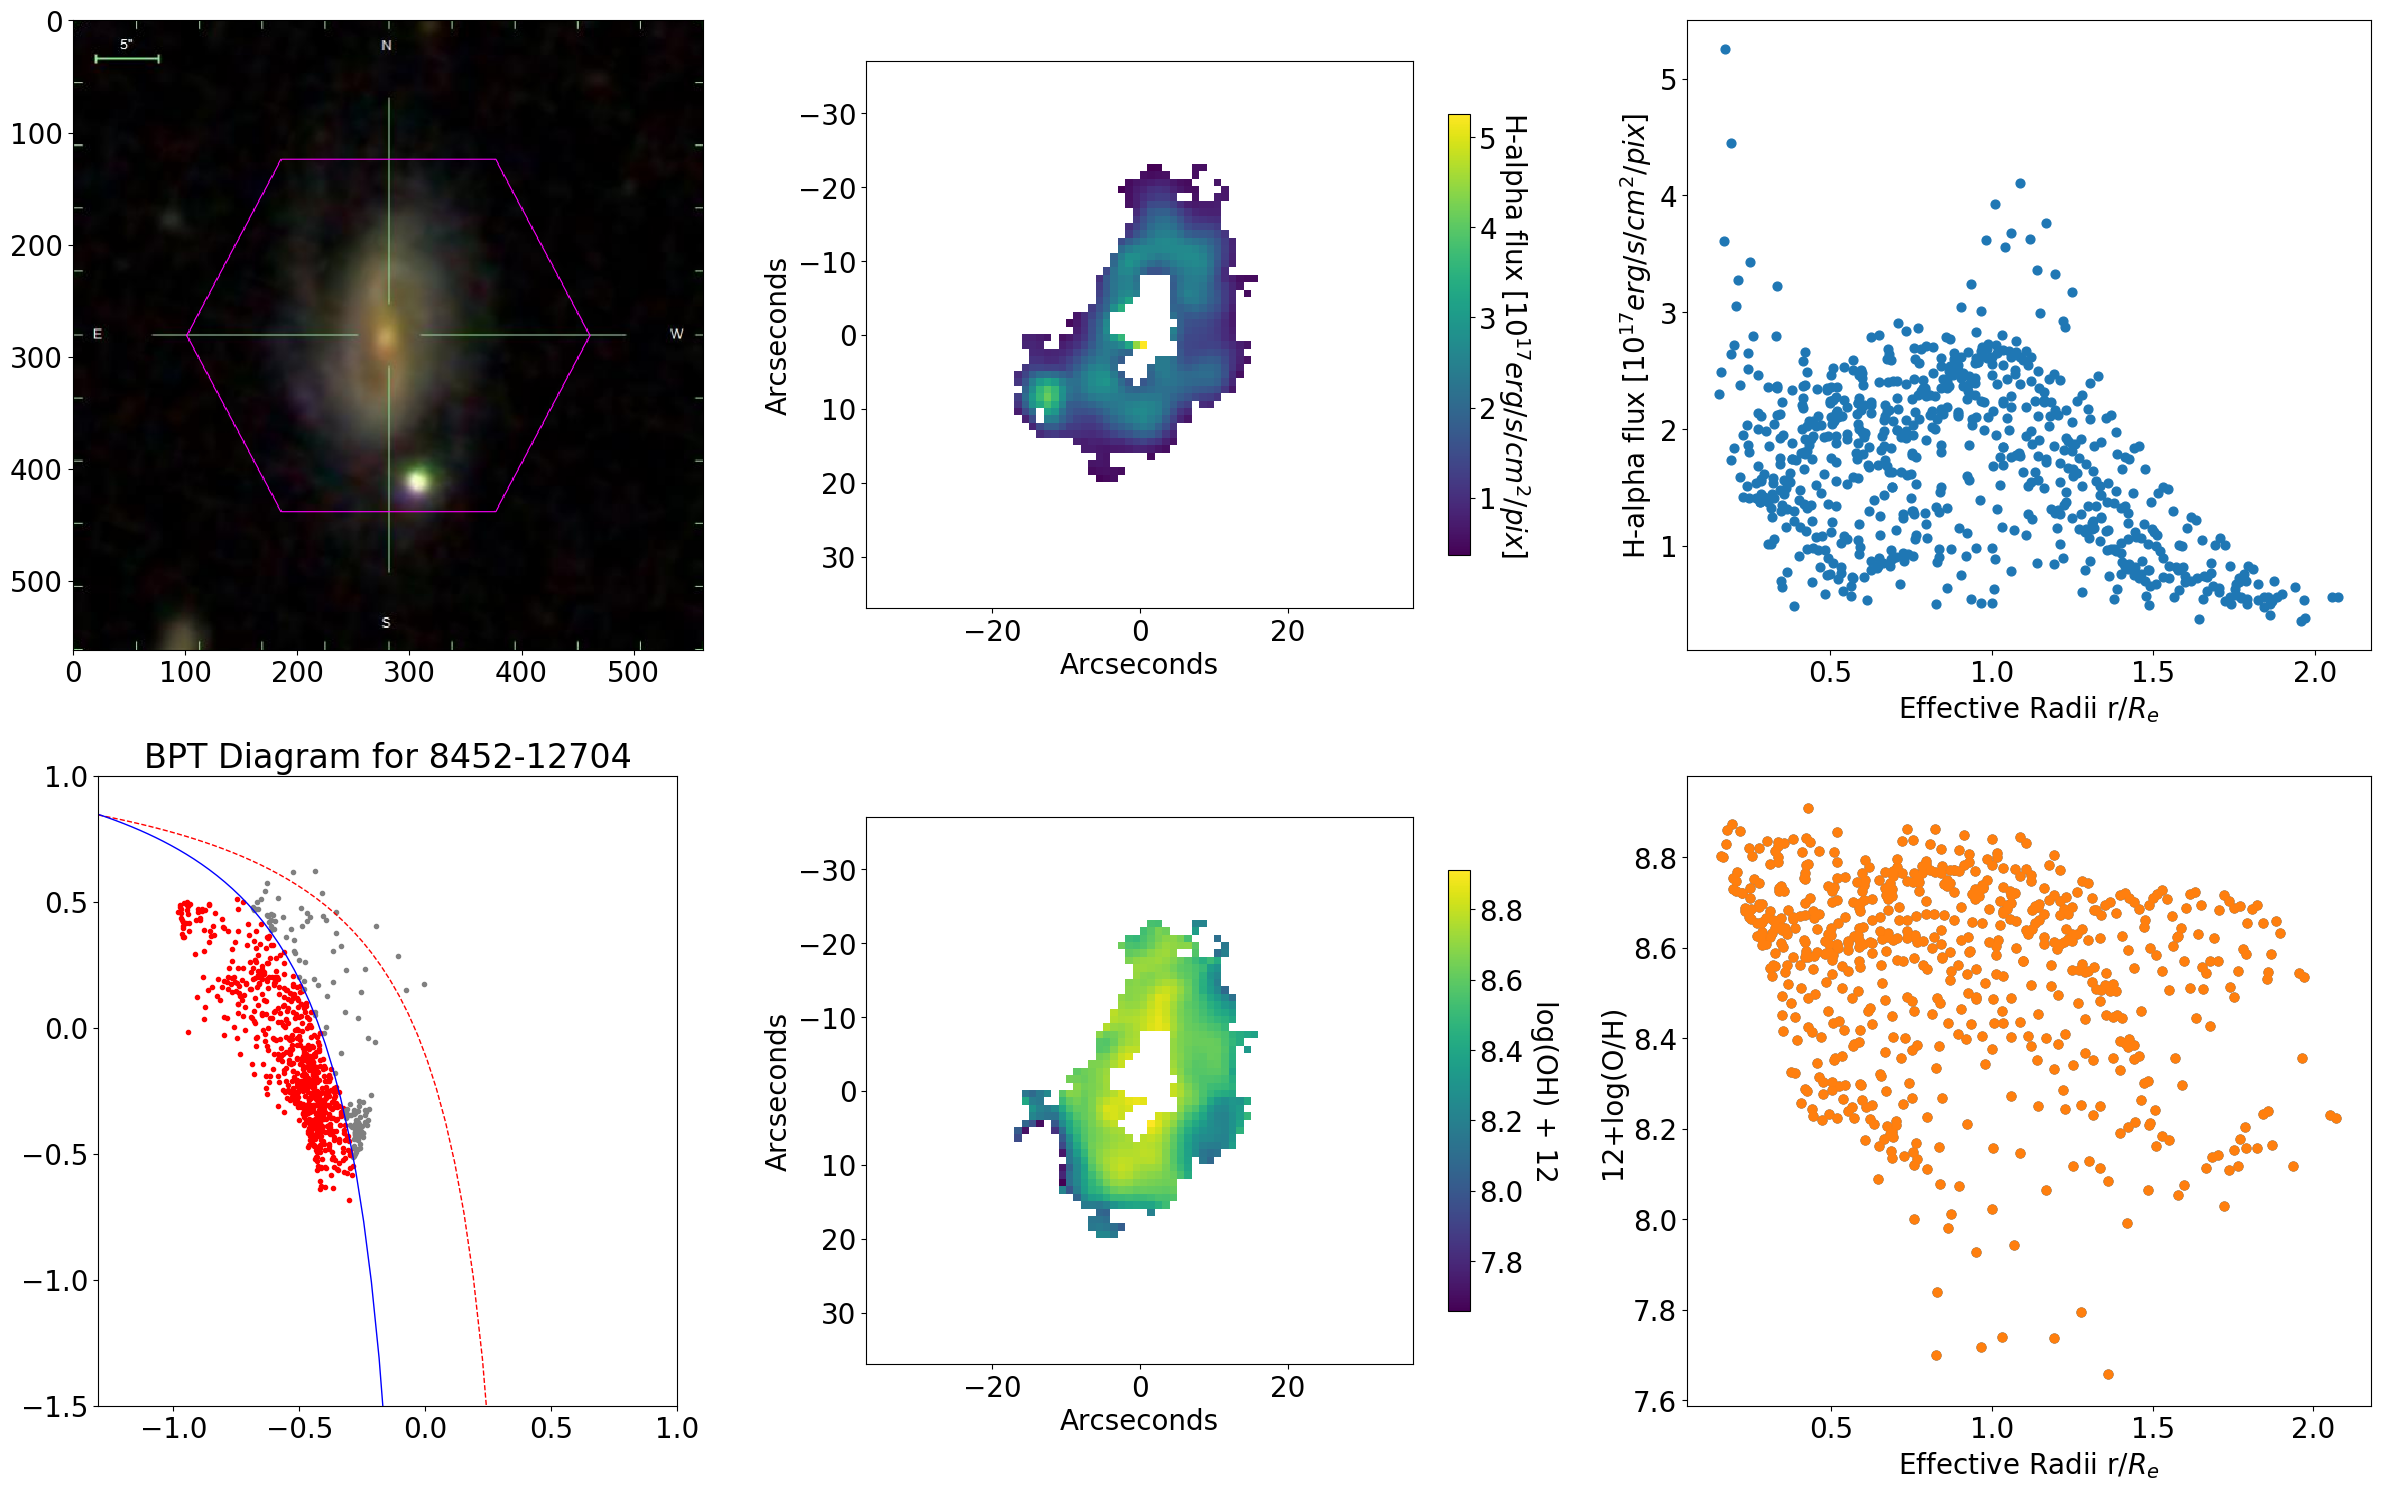 0
100
200
300
400
500
0 100 200 300 400 500
5"
N
E
W
S
−30
−20
−10
0
10
20
30
−20 0 20
Arcseconds
Arcseconds
5
4
3
2
1
H-alpha flux [10^{17}erg/s/cm^2/pix]
5
4
3
2
1
H-alpha flux [10^{17}erg/s/cm^2/pix]
0.5 1.0 1.5 2.0
Effective Radii r/R_e
BPT Diagram for 8452-12704
1.0
0.5
0.0
−0.5
−1.0
−1.5
−1.0 −0.5 0.0 0.5 1.0
−30
−20
−10
0
10
20
30
−20 0 20
Arcseconds
Arcseconds
8.8
8.6
8.4
8.2
8.0
7.8
log(OH) + 12
8.8
8.6
8.4
8.2
8.0
7.8
7.6
12+log(O/H)
0.5 1.0 1.5 2.0
Effective Radii r/R_e